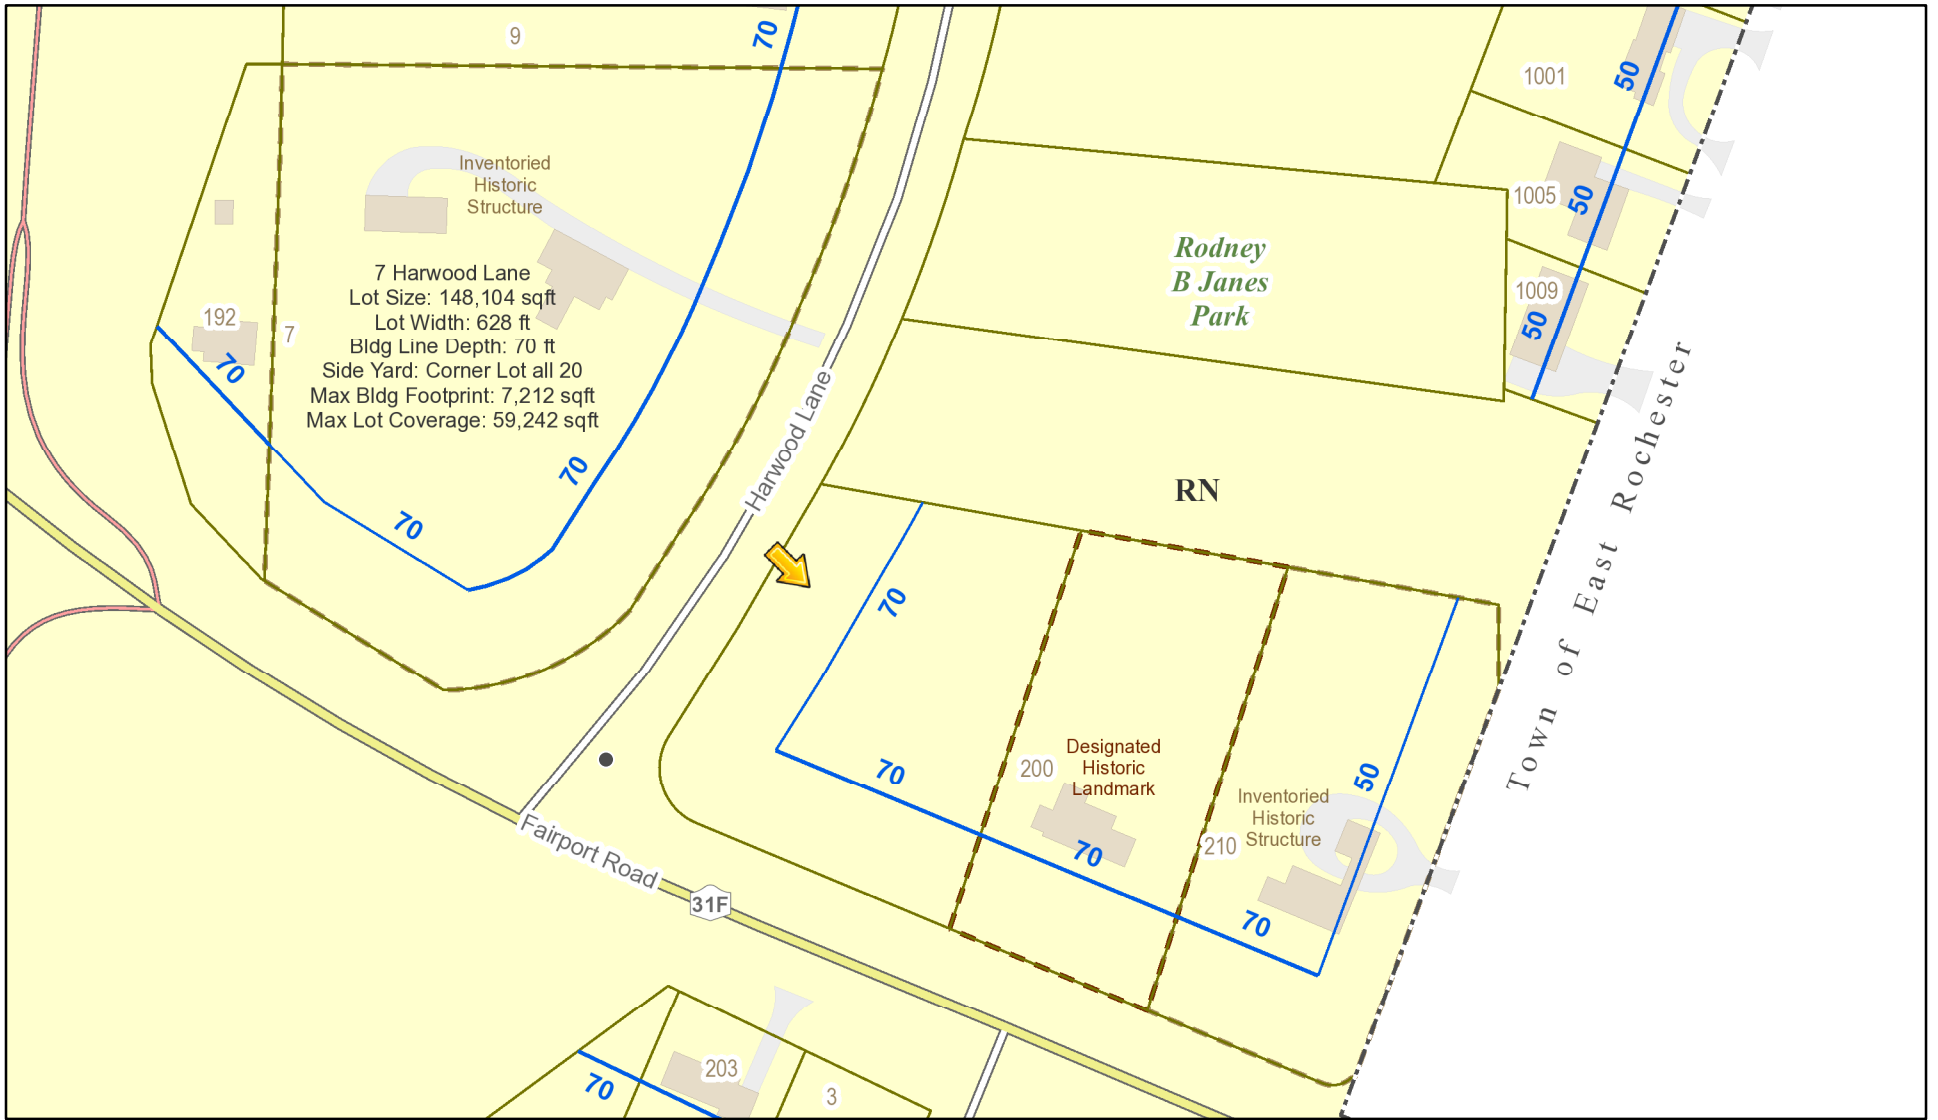 9
70
1001
50
Inventoried
Historic
Structure
1005
50
Rodney
B Janes
Park
7 Harwood Lane
Lot Size: 148,104 sqft
Lot Width: 628 ft
Bldg Line Depth: 70 ft
Side Yard: Corner Lot all 20
Max Bldg Footprint: 7,212 sqft
Max Lot Coverage: 59,242 sqft
192
7
70
1009
50
Harwood Lane
70
70
RN
Town of East Rochester
70
70
200
Designated
Historic
Landmark
70
Inventoried
Historic
Structure
210
50
70
Fairport Road
31F
203
70
3